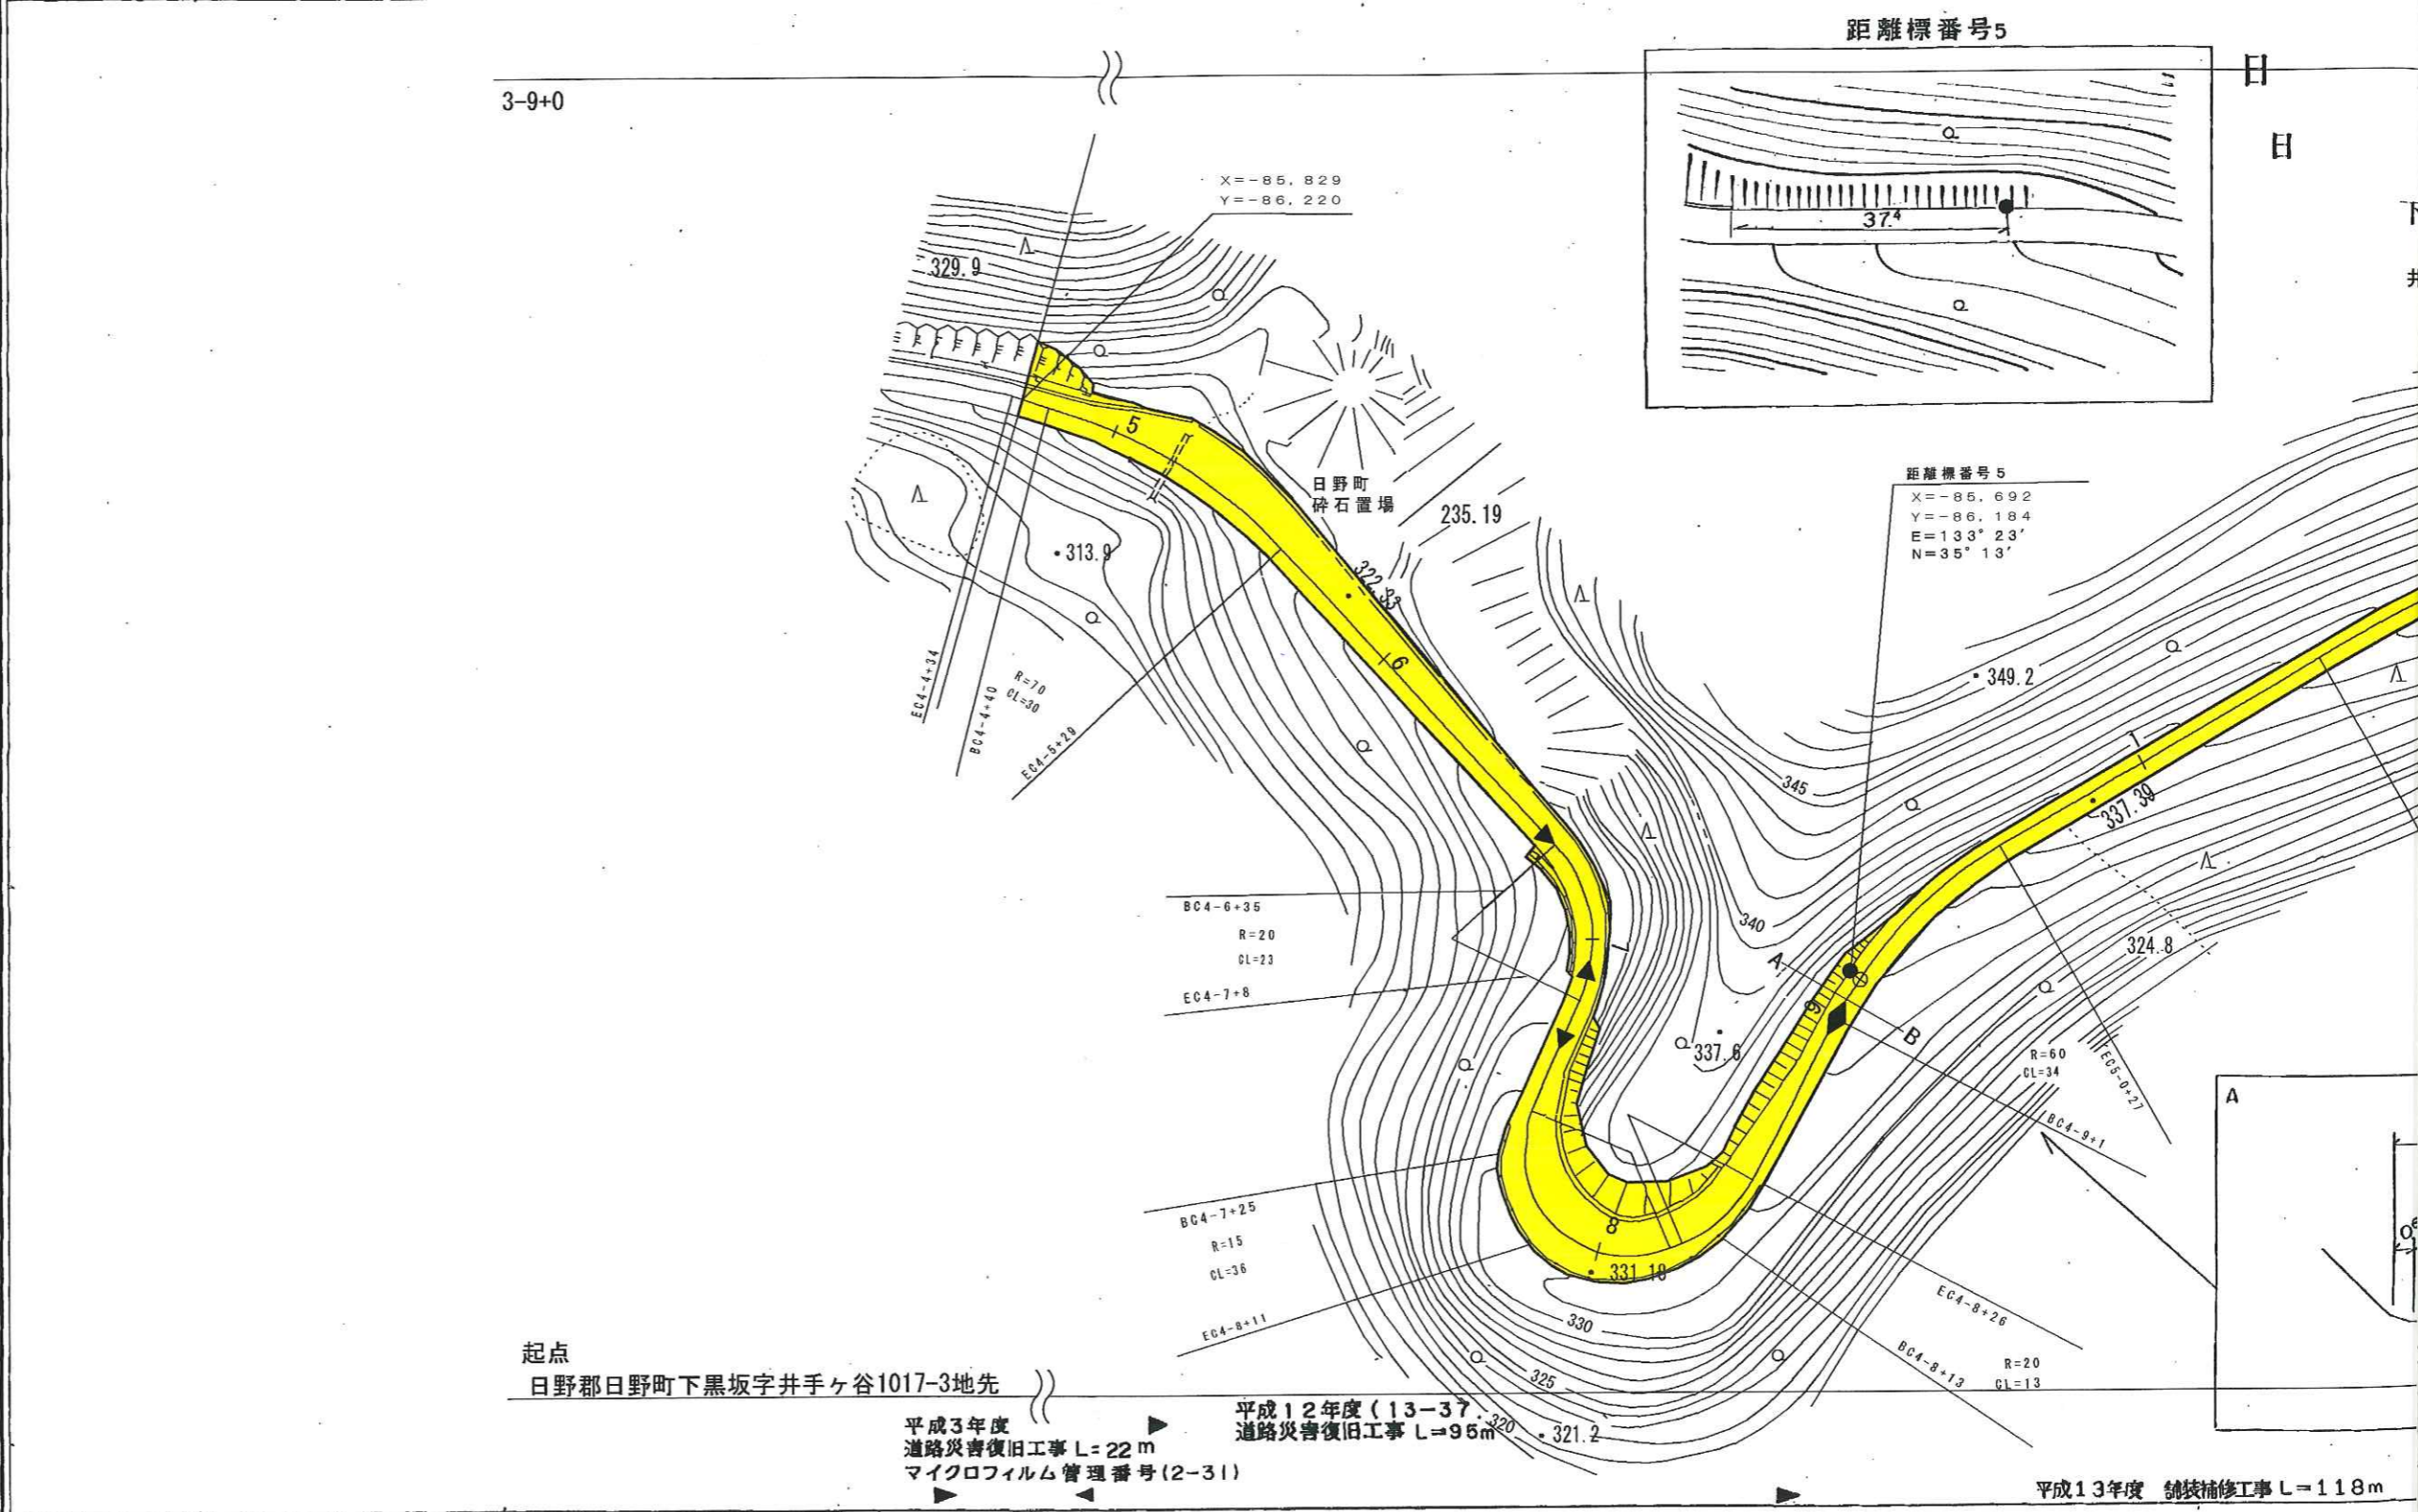 距離標番号5
日
3-9+0
日
X=-85,829
Y=-86,220
37.4
329.9
5
距離標番号5
日野町
砕石置場
235.19
X=-85,692
Y=-86,184
E=133°23′
N=35°13′
313.9
322.33
6
349.2
EC4-4+34
BC4-4+40
R=70
CL=30
EC4-5+29
1
345
337.39
BC4-6+35
R=20
CL=23
EC4-7+8
7
340
324.8
A
9
B
337.6
R=60
CL=34
EC5-0+27
BC4-9+1
A
BC4-7+25
R=15
CL=36
EC4-8+11
8
331.18
330
EC4-8+26
BC4-8+13
R=20
CL=13
起点
日野郡日野町下黒坂字井手ヶ谷1017-3地先
325
320
321.2
平成3年度
道路災害復旧工事 L=22m
マイクロフィルム管理番号(2-31)
平成12年度(13-37.
道路災害復旧工事 L=95m
平成13年度 舗装補修工事 L=118m